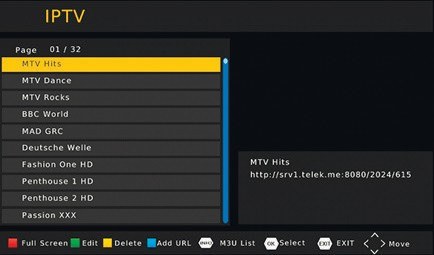 IPTV
Page 01 / 32
MTV Hits
MTV Dance
MTV Rocks
BBC World
MAD GRC
Deutsche Welle
Fashion One HD
Penthouse 1 HD
Penthouse 2 HD
Passion XXX
MTV Hits
http://srv1.telek.me:8080/2024/615
Full Screen Edit Delete Add URL INFO M3U List OK Select EXIT EXIT Move